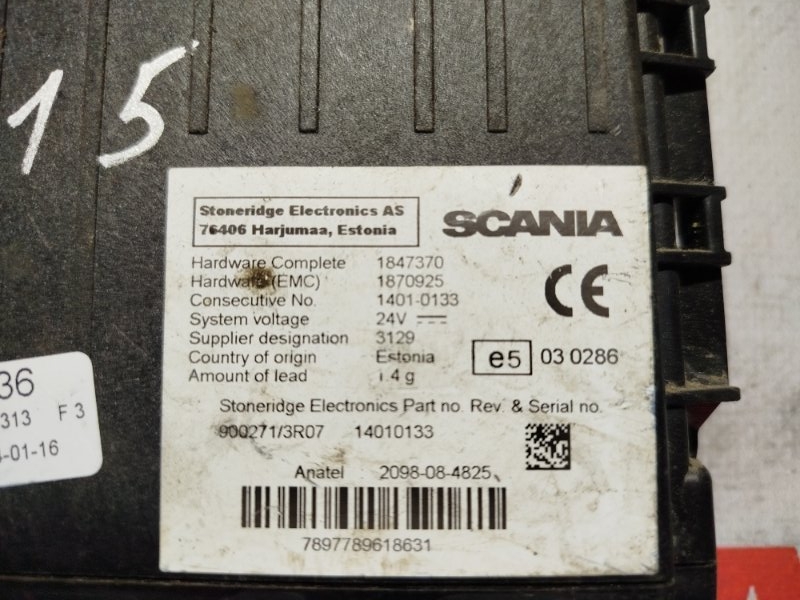 15
Stoneridge Electronics AS
76406 Harjumaa, Estonia
SCANIA
Hardware Complete 1847370
Hardware (EMC) 1870925
Consecutive No. 1401-0133
System voltage 24V
Supplier designation 3129
Country of origin Estonia
Amount of lead 1.4 g
CE
e5 03 0286
Stoneridge Electronics Part no. Rev. & Serial no.
900271/3R07 14010133
Anatel 2098-08-4825
7897789618631
36
313 F 3
-01-16